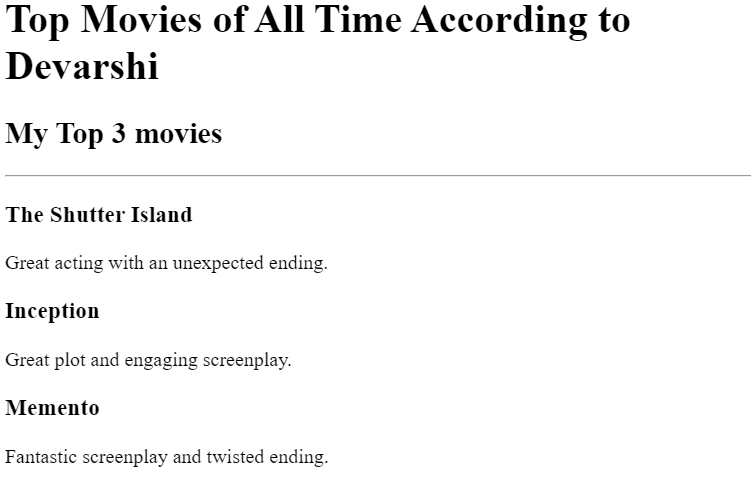 Top Movies of All Time According to
Devarshi
My Top 3 movies
The Shutter Island
Great acting with an unexpected ending.
Inception
Great plot and engaging screenplay.
Memento
Fantastic screenplay and twisted ending.